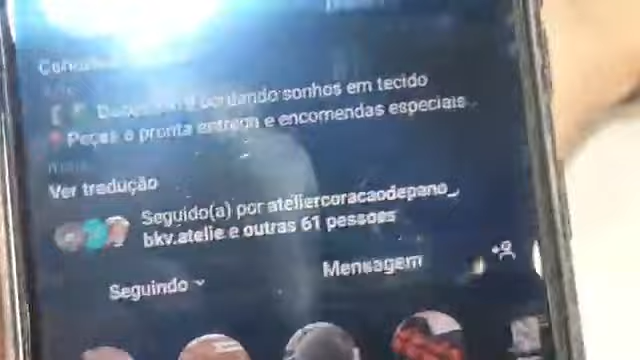 bordando sonhos em tecido
Peças a pronta entrega e encomendas especiais
Ver tradução
Seguido(a) por ateliercoracaodepano_,
bkv.atelie e outras 61 pessoas
Seguindo
Mensagem